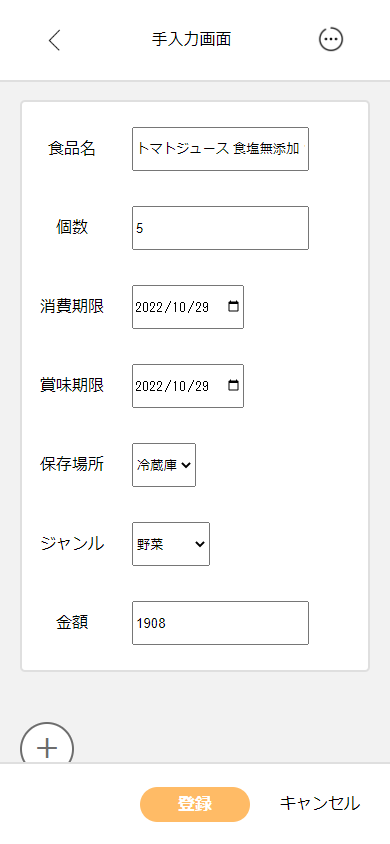 手入力画面
食品名 トマトジュース 食塩無添加
個数 5
消費期限 2022/10/29
賞味期限 2022/10/29
保存場所 冷蔵庫
ジャンル 野菜
金額 1908
登録 キャンセル